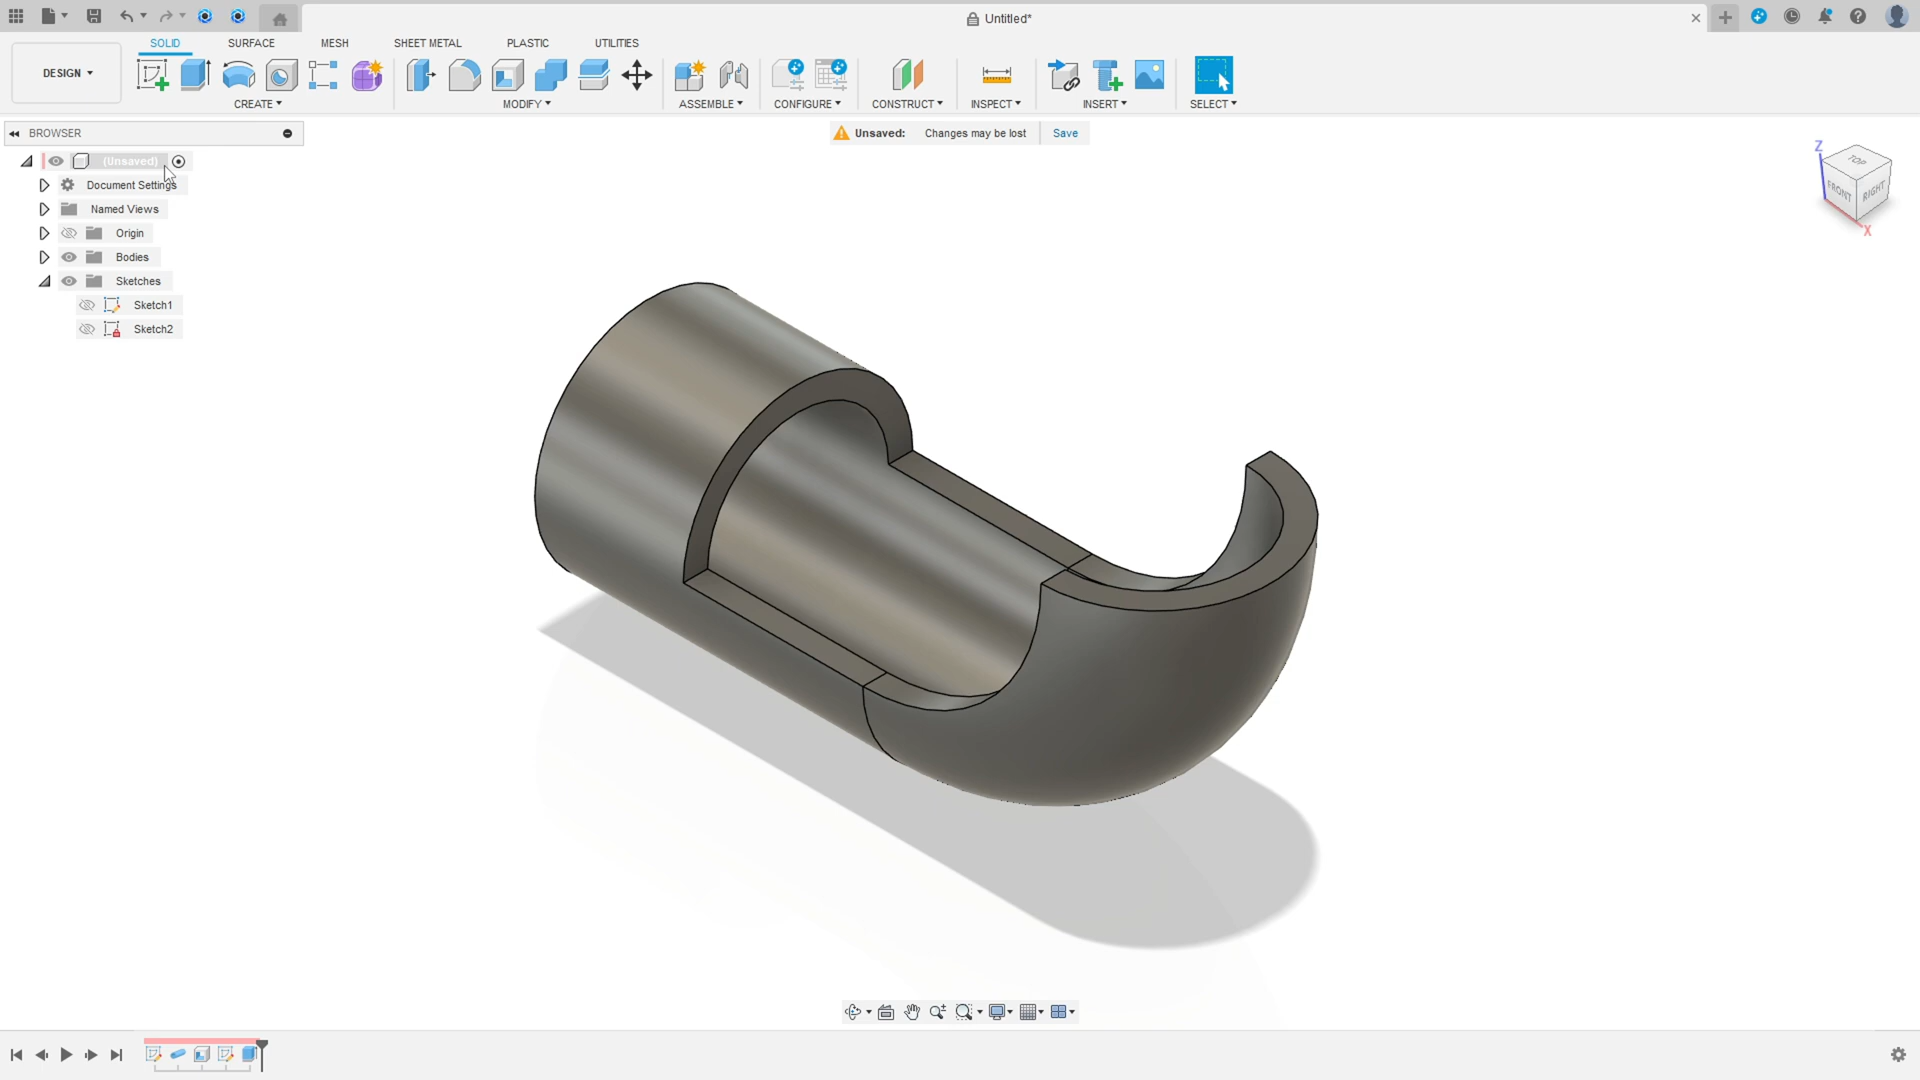 Untitled*
SOLID SURFACE MESH SHEET METAL PLASTIC UTILITIES
DESIGN
CREATE MODIFY ASSEMBLE CONFIGURE CONSTRUCT INSPECT INSERT SELECT
BROWSER
Unsaved: Changes may be lost Save
(Unsaved)
Document Settings
Named Views
Origin
Bodies
Sketches
Sketch1
Sketch2
Z
TOP
FRONT RIGHT
X